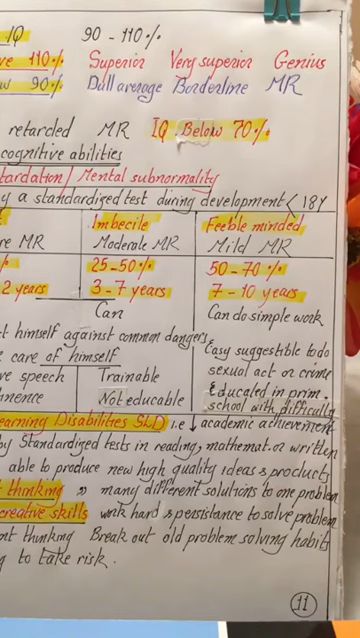 IQ 90 - 110 %
ve 110 % Superior Very superior Genius
w 90 % Dull average Borderline MR
retarded MR IQ Below 70 %
cognitive abilities
tardation / Mental subnormality
y a standardized test during development < 18 y
Imbecile Feeble minded
re MR Moderate MR Mild MR
% 25 - 50 % 50 - 70 %
2 years 3 - 7 years 7 - 10 years
Can Can do simple work
t himself against common dangers
care of himself Easy suggestible to do
sexual act or crime
ve speech Trainable Educated in prim.
inence Not educable school with difficulty
earning Disabilities SLD i.e ↓ academic achievement
by Standardized tests in reading, mathemat. or written
able to produce new high quality ideas & products
t thinking " many different solutions to one problem
creative skills work hard & persistance to solve problem
nt thinking Break out old problem solving habits
g to take risk.
11